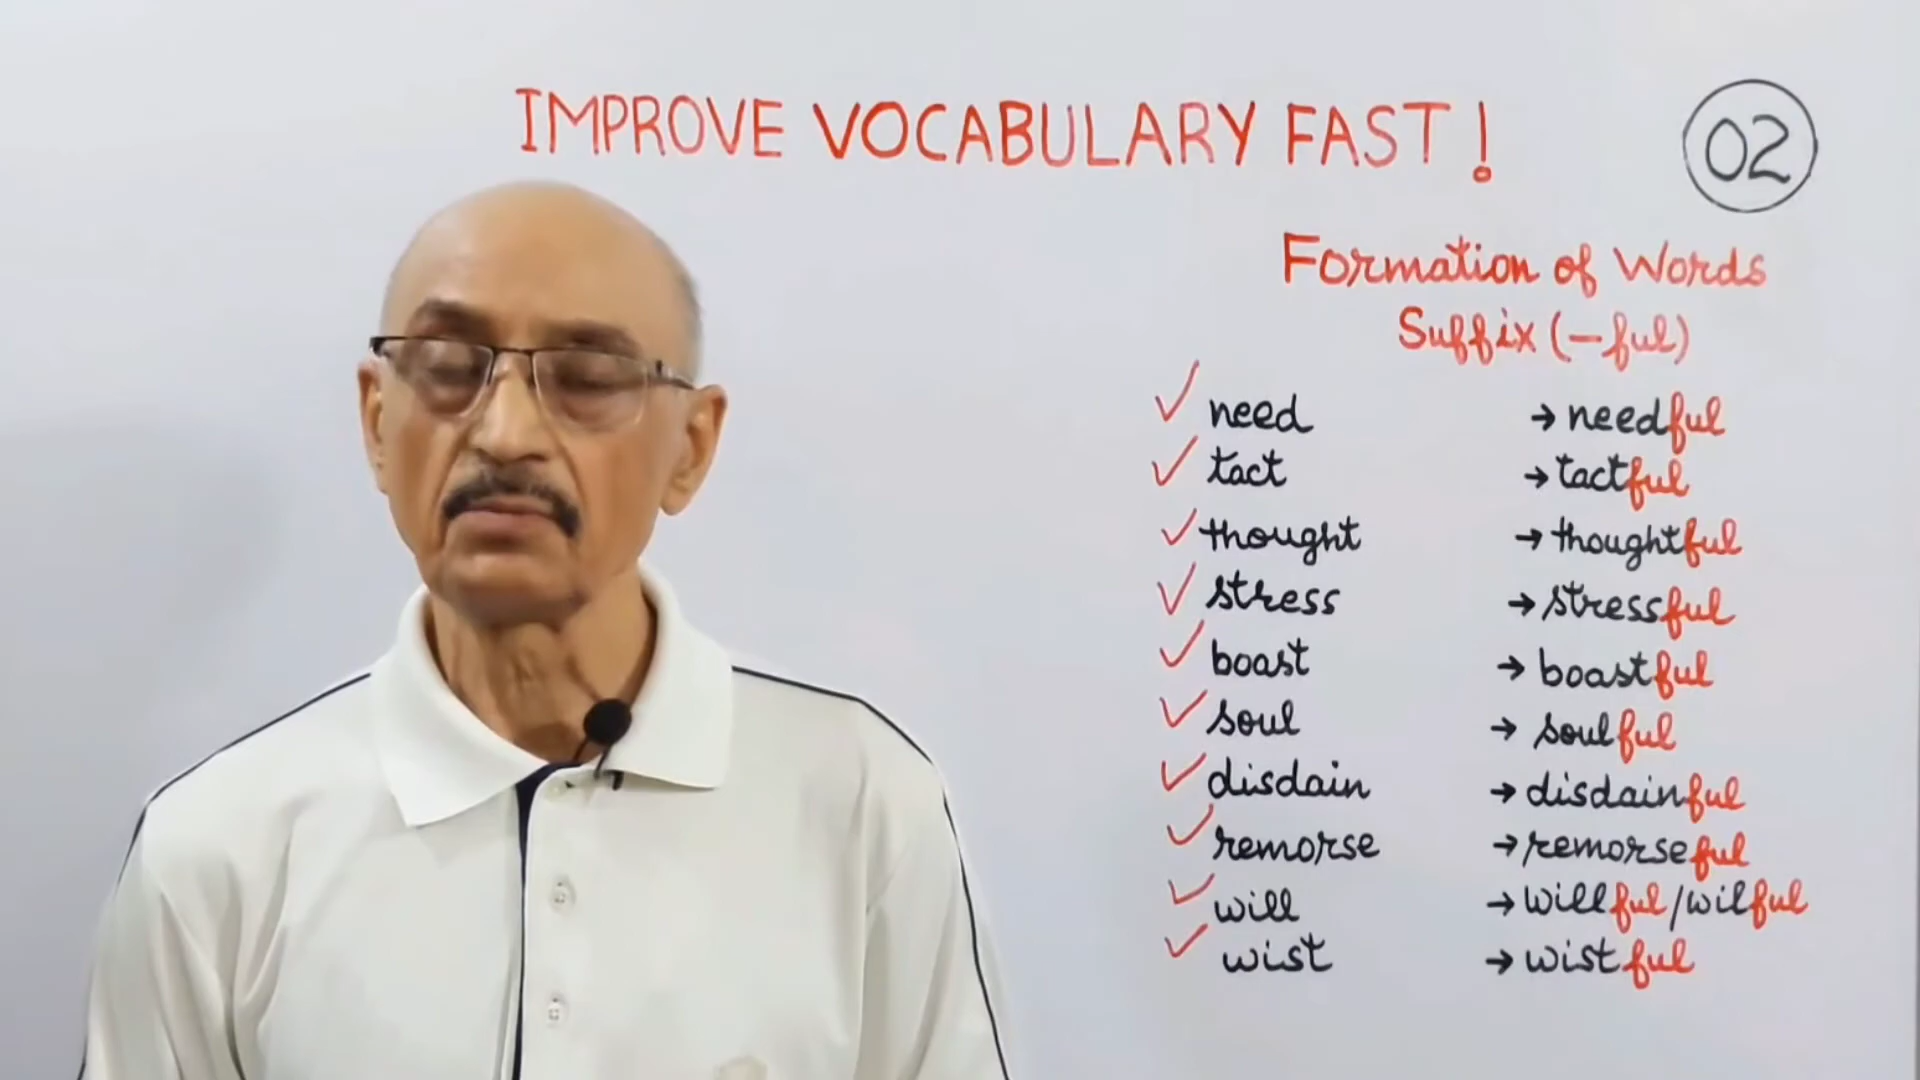 IMPROVE VOCABULARY FAST!
02
Formation of Words
Suffix (-ful)
✓ need → needful
✓ tact → tactful
✓ thought → thoughtful
✓ stress → stressful
✓ boast → boastful
✓ soul → soulful
✓ disdain → disdainful
✓ remorse → remorseful
✓ will → willful/wilful
✓ wist → wistful